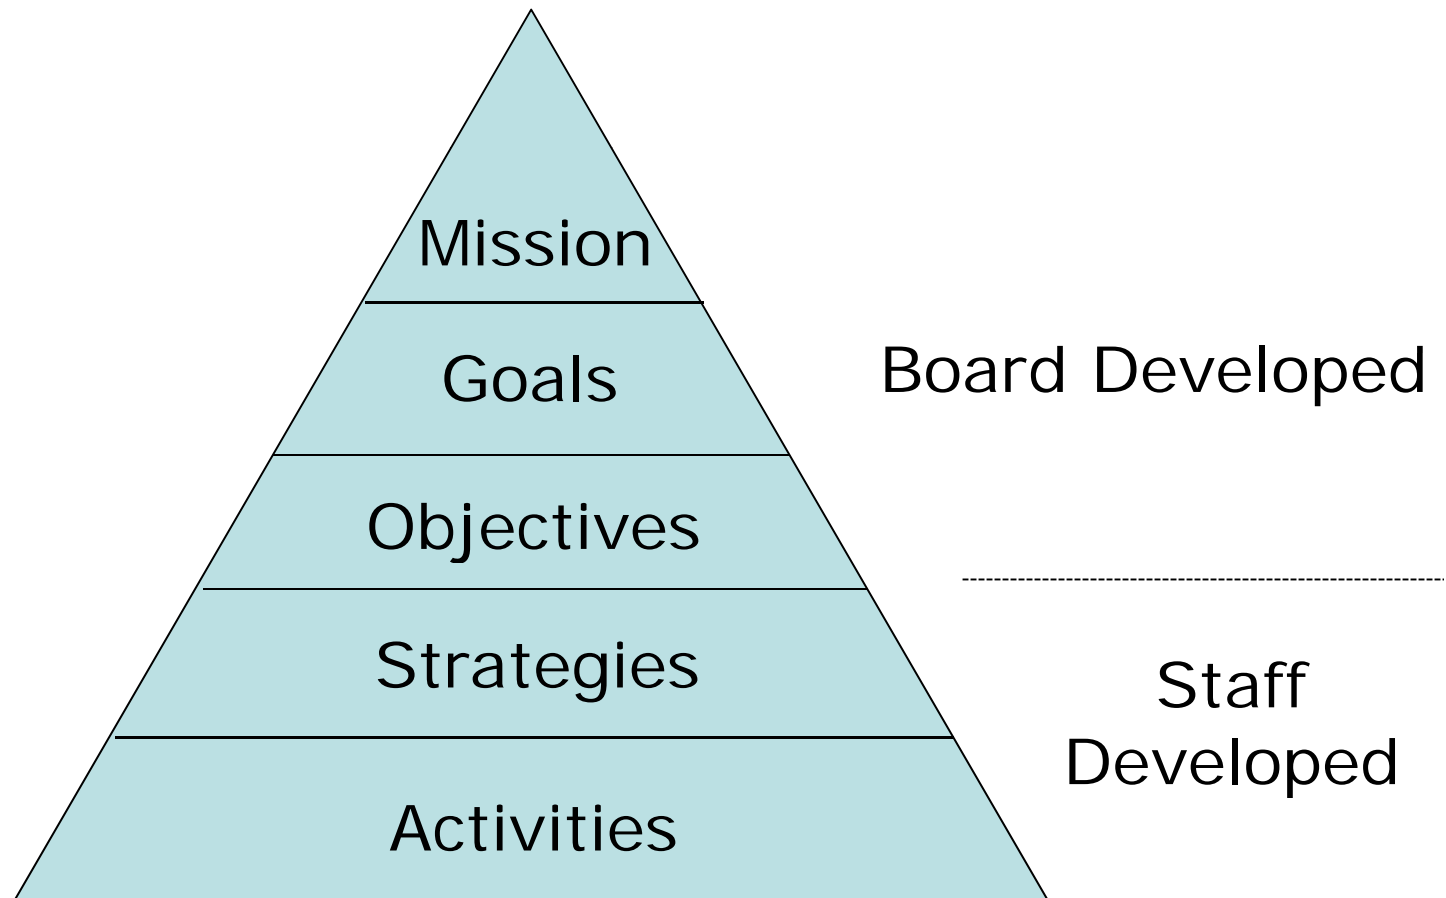 Mission
Goals
Board Developed
Objectives
Strategies
Staff
Developed
Activities